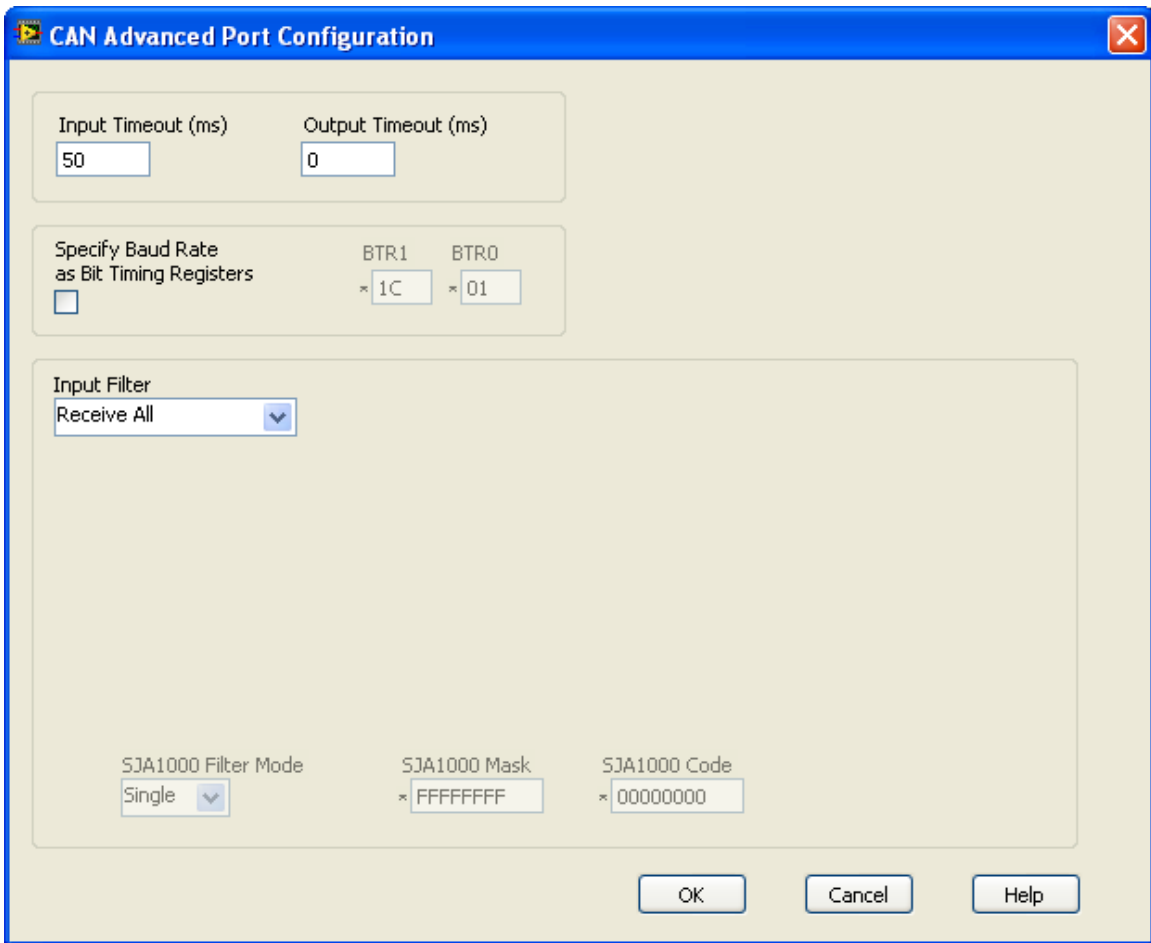 CAN Advanced Port Configuration
Input Timeout (ms) Output Timeout (ms)
50 0
Specify Baud Rate
as Bit Timing Registers
BTR1 BTR0
× 1C × 01
Input Filter
Receive All
SJA1000 Filter Mode SJA1000 Mask SJA1000 Code
Single × FFFFFFFF × 00000000
OK Cancel Help